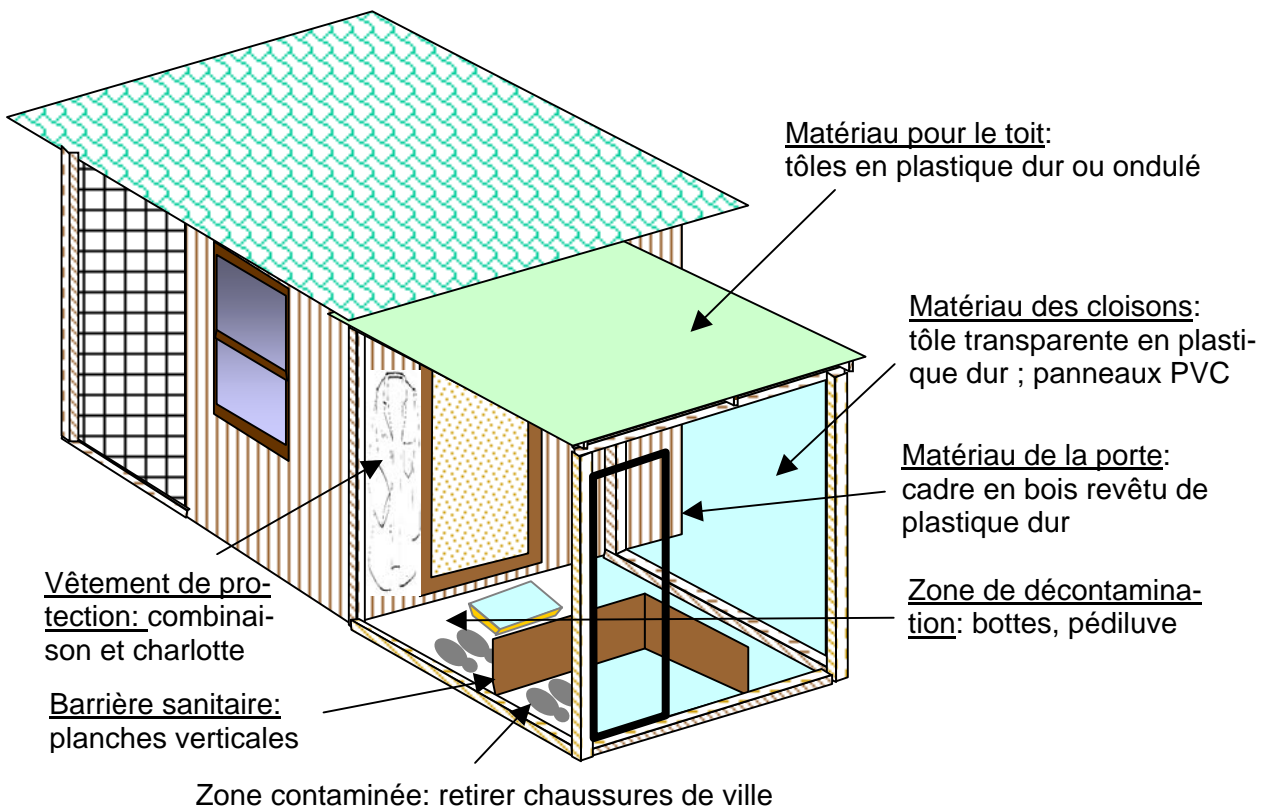 Matériau pour le toit:
tôles en plastique dur ou ondulé
Matériau des cloisons:
tôle transparente en plasti-
que dur ; panneaux PVC
Matériau de la porte:
cadre en bois revêtu de
plastique dur
Zone de décontamina-
tion: bottes, pédiluve
Vêtement de pro-
tection: combinai-
son et charlotte
Barrière sanitaire:
planches verticales
Zone contaminée: retirer chaussures de ville